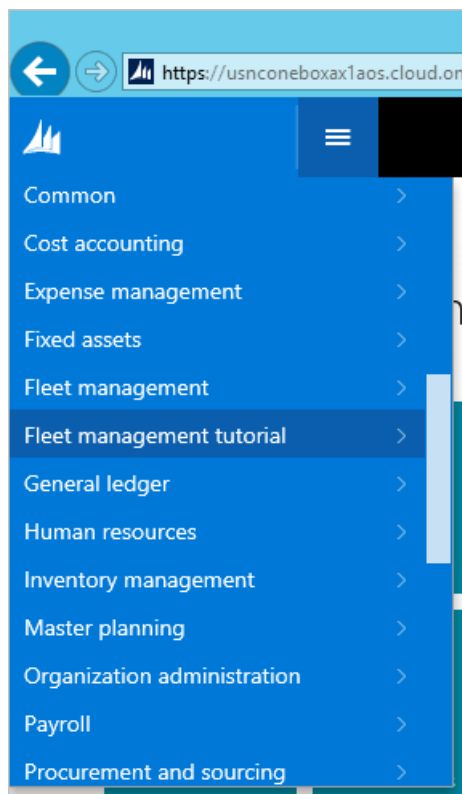 https://usnconeboxax1aos.cloud.on
Common
Cost accounting
Expense management
Fixed assets
Fleet management
Fleet management tutorial
General ledger
Human resources
Inventory management
Master planning
Organization administration
Payroll
Procurement and sourcing